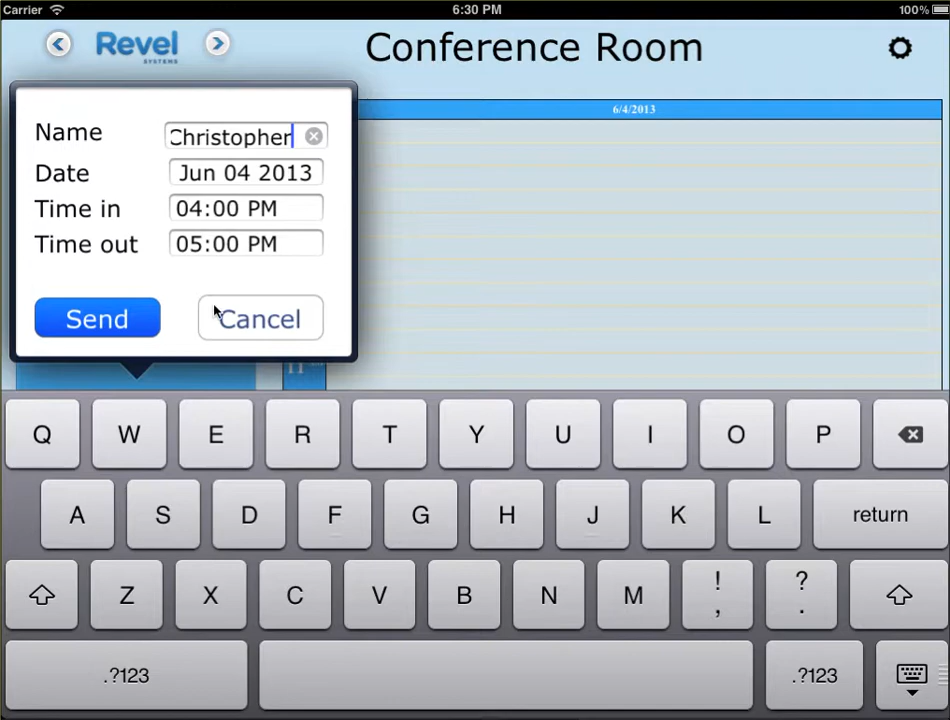 Carrier 6:30 PM 100%
Revel Conference Room
SYSTEMS
6/4/2013
Name Christopher
Date Jun 04 2013
Time in 04:00 PM
Time out 05:00 PM
Send Cancel
11
Q W E R T Y U I O P
A S D F G H J K L return
Z X C V B N M ! , ? .
.?123 .?123